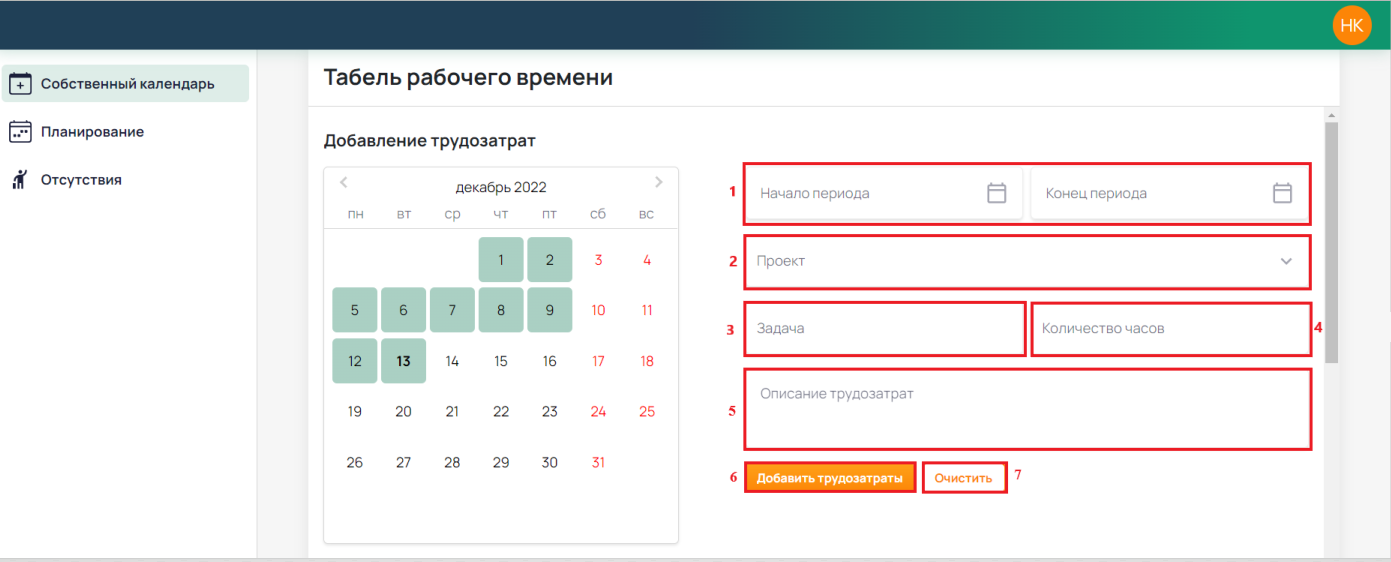 НК
Собственный календарь
Планирование
Отсутствия
Табель рабочего времени
Добавление трудозатрат
декабрь 2022
пн вт ср чт пт сб вс
1 2 3 4
5 6 7 8 9 10 11
12 13 14 15 16 17 18
19 20 21 22 23 24 25
26 27 28 29 30 31
1 Начало периода Конец периода
2 Проект
3 Задача Количество часов 4
5 Описание трудозатрат
6 Добавить трудозатраты Очистить 7